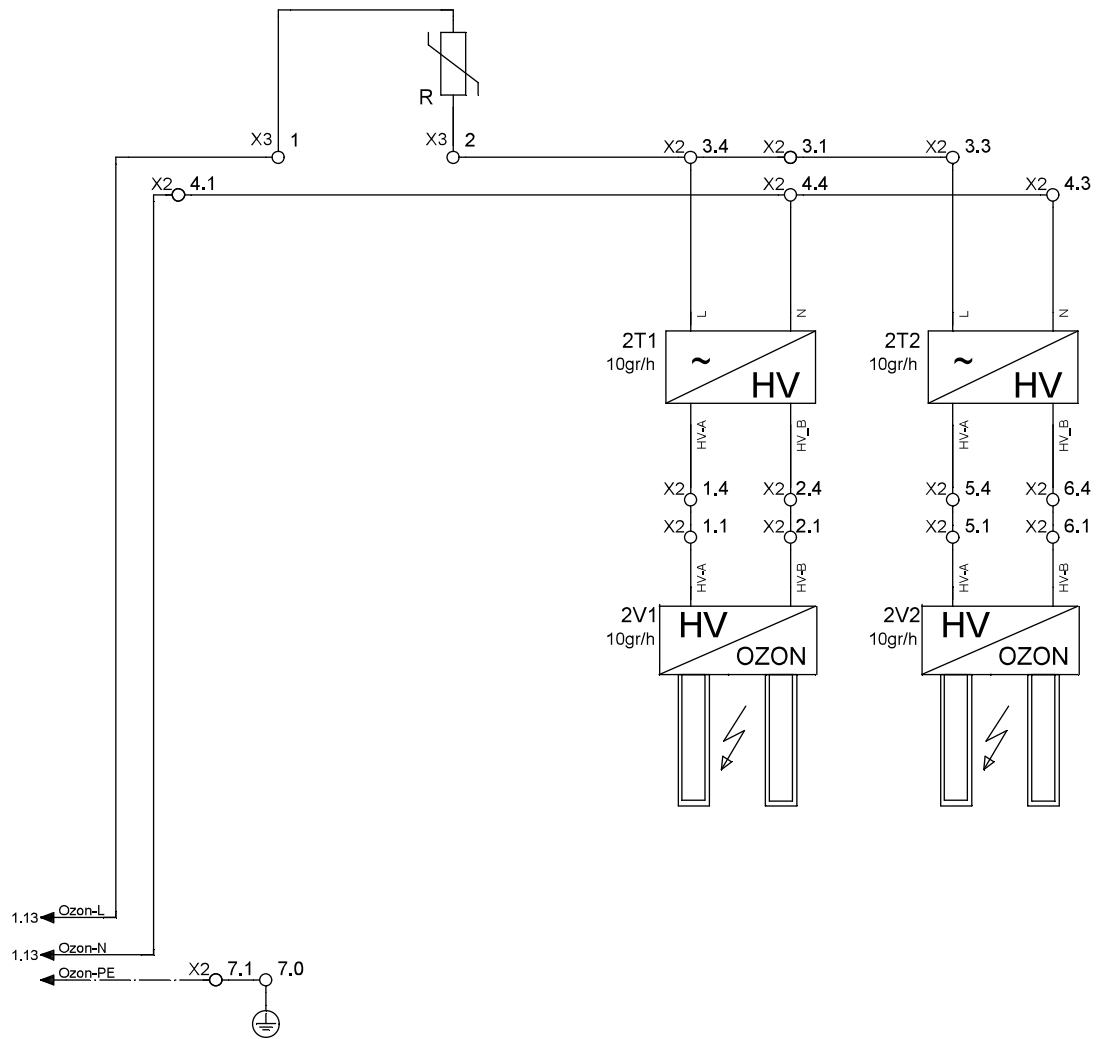 R
X3 1
X3 2
X2 3.4
X2 3.1
X2 3.3
X2 4.1
X2 4.4
X2 4.3
L
N
L
N
2T1
10gr/h
~
HV
2T2
10gr/h
~
HV
HV-A
HV_B
HV-A
HV_B
X2 1.4
X2 2.4
X2 5.4
X2 6.4
X2 1.1
X2 2.1
X2 5.1
X2 6.1
HV-A
HV-B
HV-A
HV-B
2V1
10gr/h
HV
OZON
2V2
10gr/h
HV
OZON
1.13 Ozon-L
1.13 Ozon-N
Ozon-PE
X2 7.1
7.0